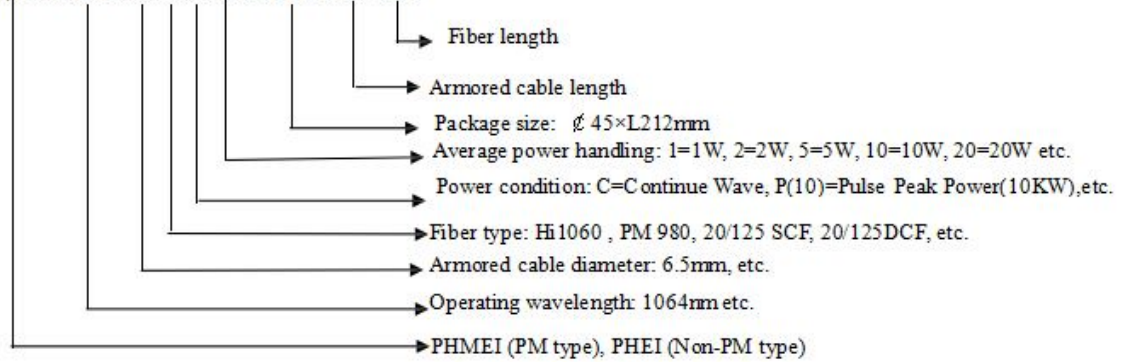 Fiber length
Armored cable length
Package size: ₡ 45×L212mm
Average power handling: 1=1W, 2=2W, 5=5W, 10=10W, 20=20W etc.
Power condition: C=Continue Wave, P(10)=Pulse Peak Power(10KW),etc.
Fiber type: Hi1060 , PM 980, 20/125 SCF, 20/125DCF, etc.
Armored cable diameter: 6.5mm, etc.
Operating wavelength: 1064nm etc.
PHMEI (PM type), PHEI (Non-PM type)